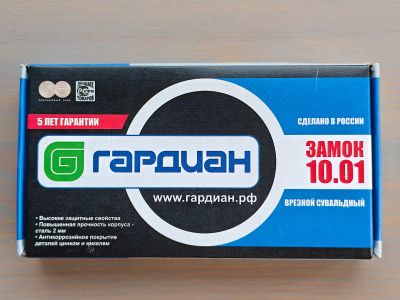 5 ЛЕТ ГАРАНТИИ
СДЕЛАНО В РОССИИ
ГАРДИАН
ЗАМОК
10.01
www.гардиан.рф
ВРЕЗНОЙ СУВАЛЬДНЫЙ
• Высокие защитные свойства
• Повышенная прочность корпуса -
сталь 2 мм
• Антикоррозийное покрытие
деталей цинком и никелем